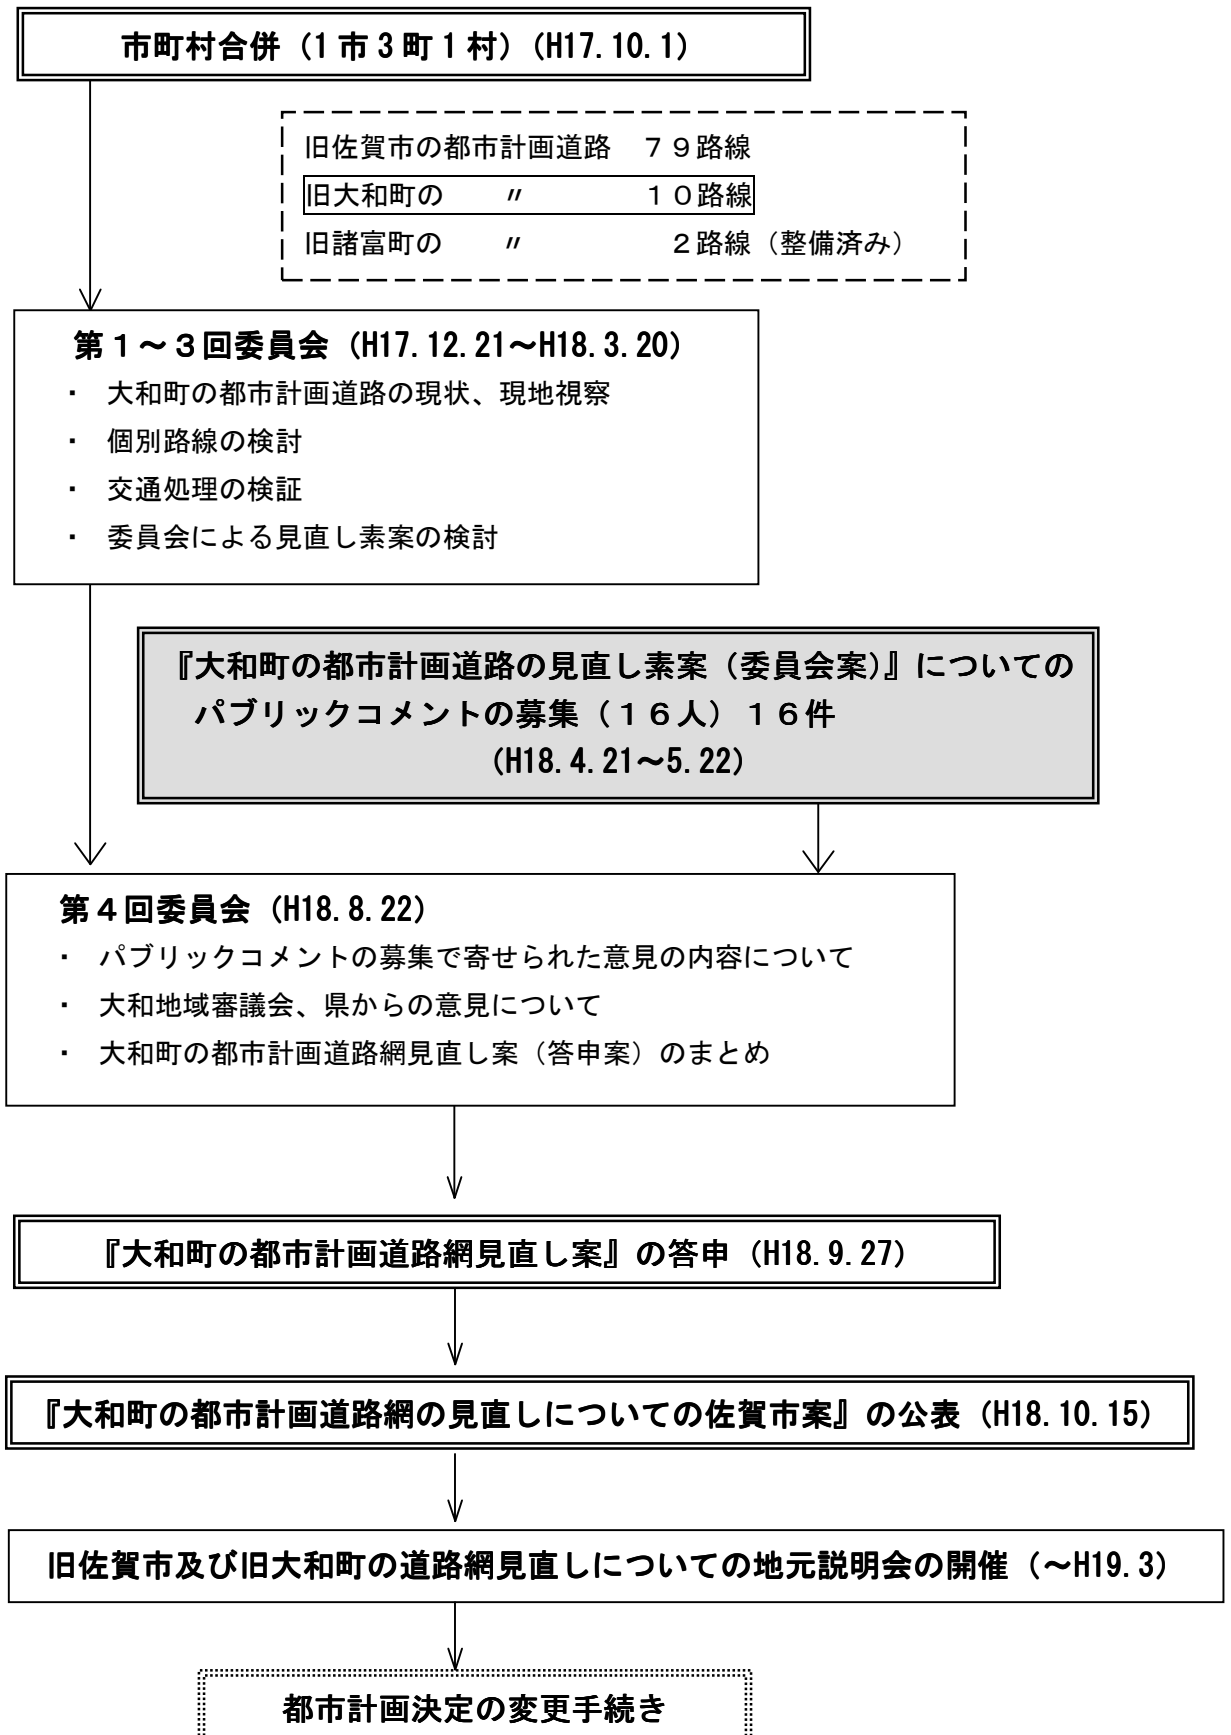 市町村合併（1市3町1村）(H17.10.1)
旧佐賀市の都市計画道路　７９路線
旧大和町の　　〃　　　　１０路線
旧諸富町の　　〃　　　　　２路線（整備済み）
第１～３回委員会（H17.12.21～H18.3.20）
・　大和町の都市計画道路の現状、現地視察
・　個別路線の検討
・　交通処理の検証
・　委員会による見直し素案の検討
『大和町の都市計画道路の見直し素案（委員会案）』についての
パブリックコメントの募集（１６人）１６件
（H18.4.21～5.22）
第４回委員会（H18.8.22）
・　パブリックコメントの募集で寄せられた意見の内容について
・　大和地域審議会、県からの意見について
・　大和町の都市計画道路網見直し案（答申案）のまとめ
『大和町の都市計画道路網見直し案』の答申（H18.9.27）
『大和町の都市計画道路網の見直しについての佐賀市案』の公表（H18.10.15）
旧佐賀市及び旧大和町の道路網見直しについての地元説明会の開催（～H19.3）
都市計画決定の変更手続き